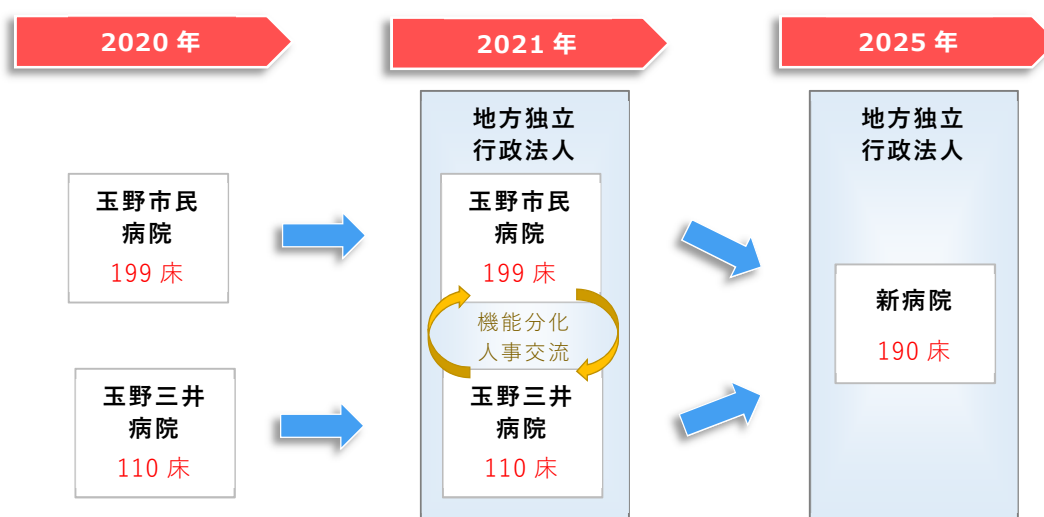 2020 年
2021 年
2025 年
玉野市民
病院
199 床
玉野三井
病院
110 床
地方独立
行政法人
玉野市民
病院
199 床
機能分化
人事交流
玉野三井
病院
110 床
地方独立
行政法人
新病院
190 床